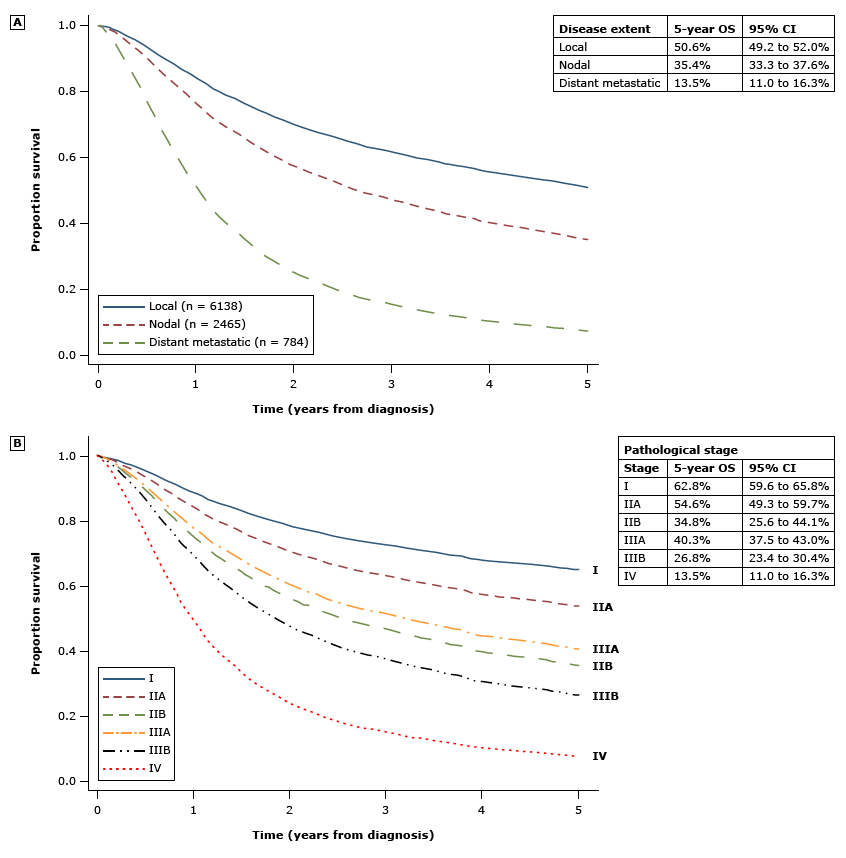 A
Disease extent 5-year OS 95% CI
Local 50.6% 49.2 to 52.0%
Nodal 35.4% 33.3 to 37.6%
Distant metastatic 13.5% 11.0 to 16.3%
Proportion survival
1.0
0.8
0.6
0.4
0.2
0.0
Local (n = 6138)
Nodal (n = 2465)
Distant metastatic (n = 784)
0 1 2 3 4 5
Time (years from diagnosis)
B
Pathological stage
Stage 5-year OS 95% CI
I 62.8% 59.6 to 65.8%
IIA 54.6% 49.3 to 59.7%
IIB 34.8% 25.6 to 44.1%
IIIA 40.3% 37.5 to 43.0%
IIIB 26.8% 23.4 to 30.4%
IV 13.5% 11.0 to 16.3%
Proportion survival
1.0
0.8
0.6
0.4
0.2
0.0
I
IIA
IIIA
IIB
IIIB
IV
I
IIA
IIB
IIIA
IIIB
IV
0 1 2 3 4 5
Time (years from diagnosis)